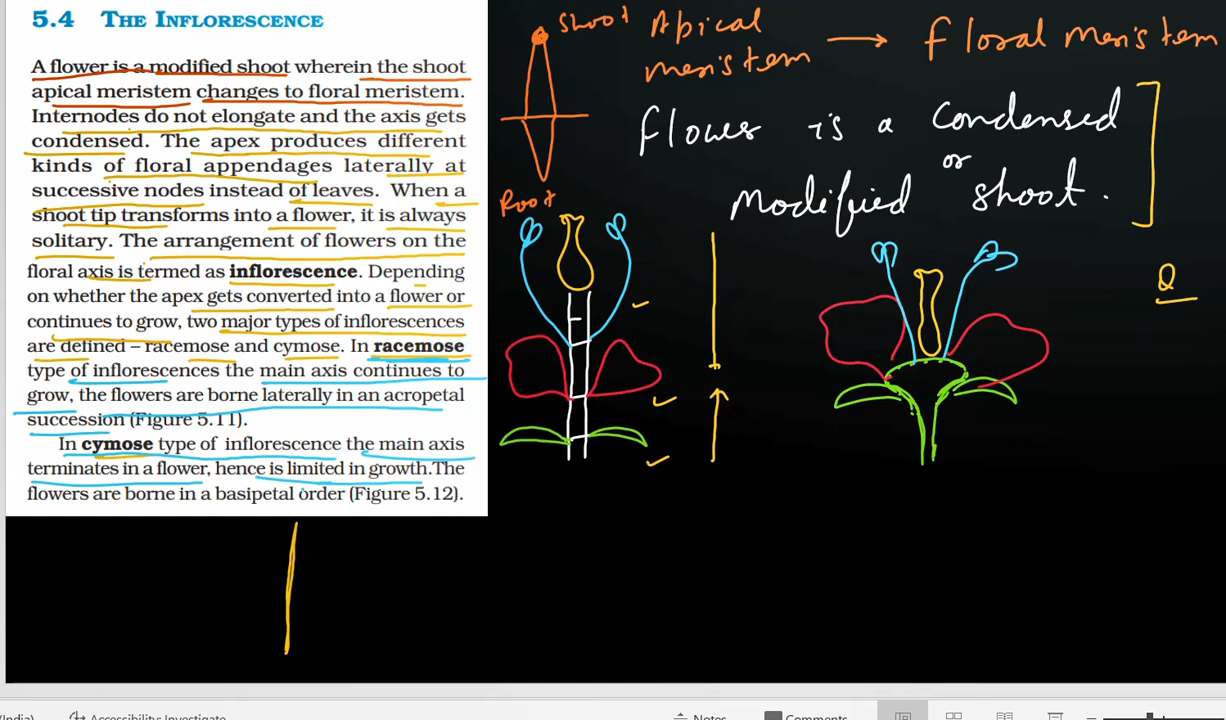 5.4 THE INFLORESCENCE
A flower is a modified shoot wherein the shoot
apical meristem changes to floral meristem.
Internodes do not elongate and the axis gets
condensed. The apex produces different
kinds of floral appendages laterally at
successive nodes instead of leaves. When a
shoot tip transforms into a flower, it is always
solitary. The arrangement of flowers on the
floral axis is termed as inflorescence. Depending
on whether the apex gets converted into a flower or
continues to grow, two major types of inflorescences
are defined – racemose and cymose. In racemose
type of inflorescences the main axis continues to
grow, the flowers are borne laterally in an acropetal
succession (Figure 5.11).
In cymose type of inflorescence the main axis
terminates in a flower, hence is limited in growth.The
flowers are borne in a basipetal order (Figure 5.12).
Shoot Apical meristem → floral meristem
flower is a condensed
or
modified shoot.
Root
Q
(India)
Accessibility: Investigate
Notes
Comments